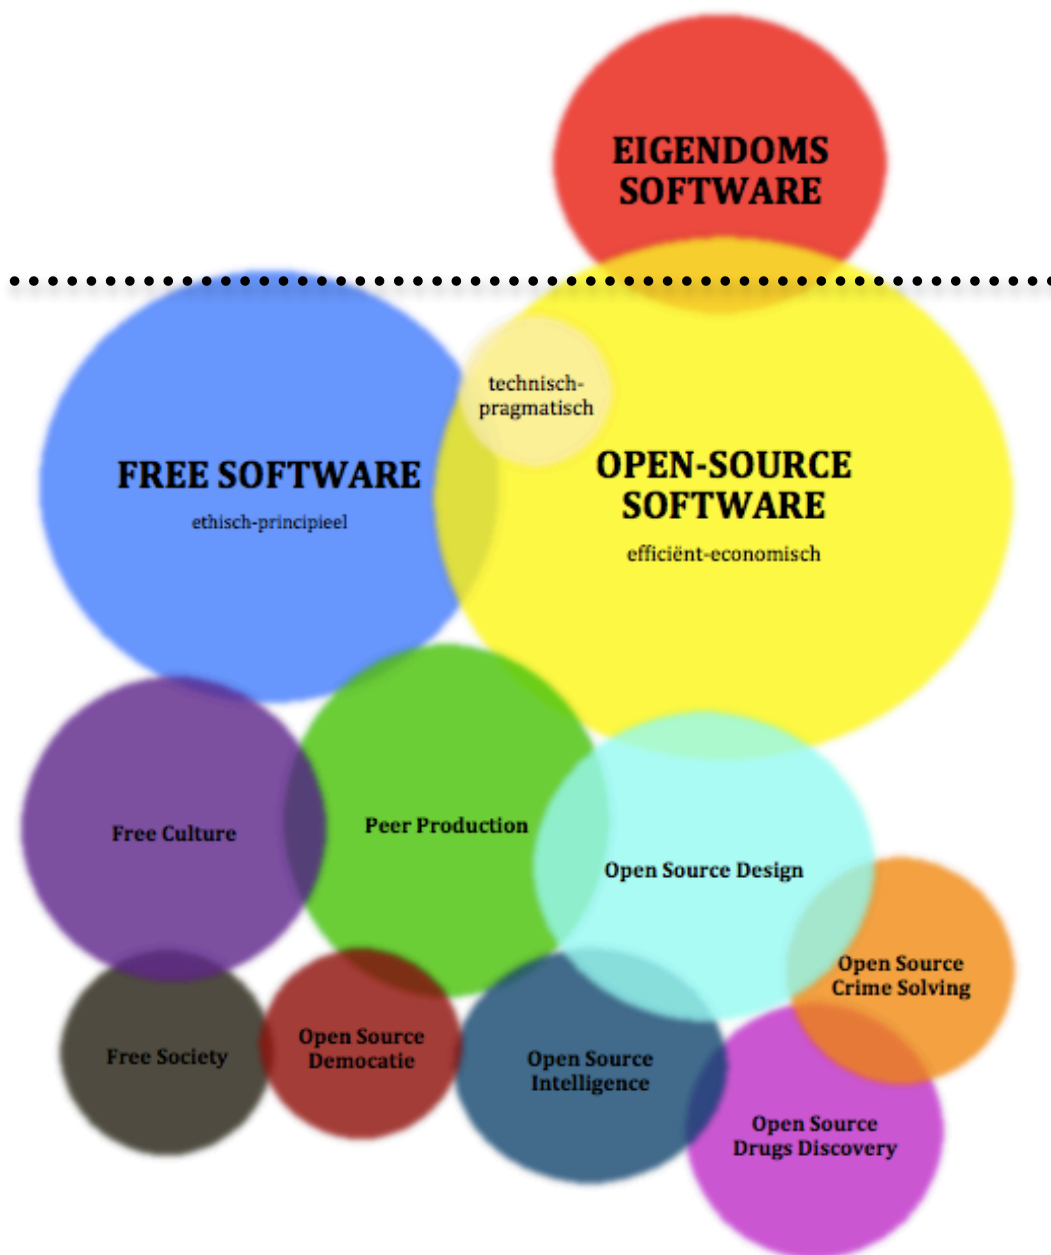 EIGENDOMS
SOFTWARE
technisch-
pragmatisch
FREE SOFTWARE
ethisch-principieel
OPEN-SOURCE
SOFTWARE
efficiënt-economisch
Free Culture
Peer Production
Open Source Design
Open Source
Crime Solving
Free Society
Open Source
Democatie
Open Source
Intelligence
Open Source
Drugs Discovery